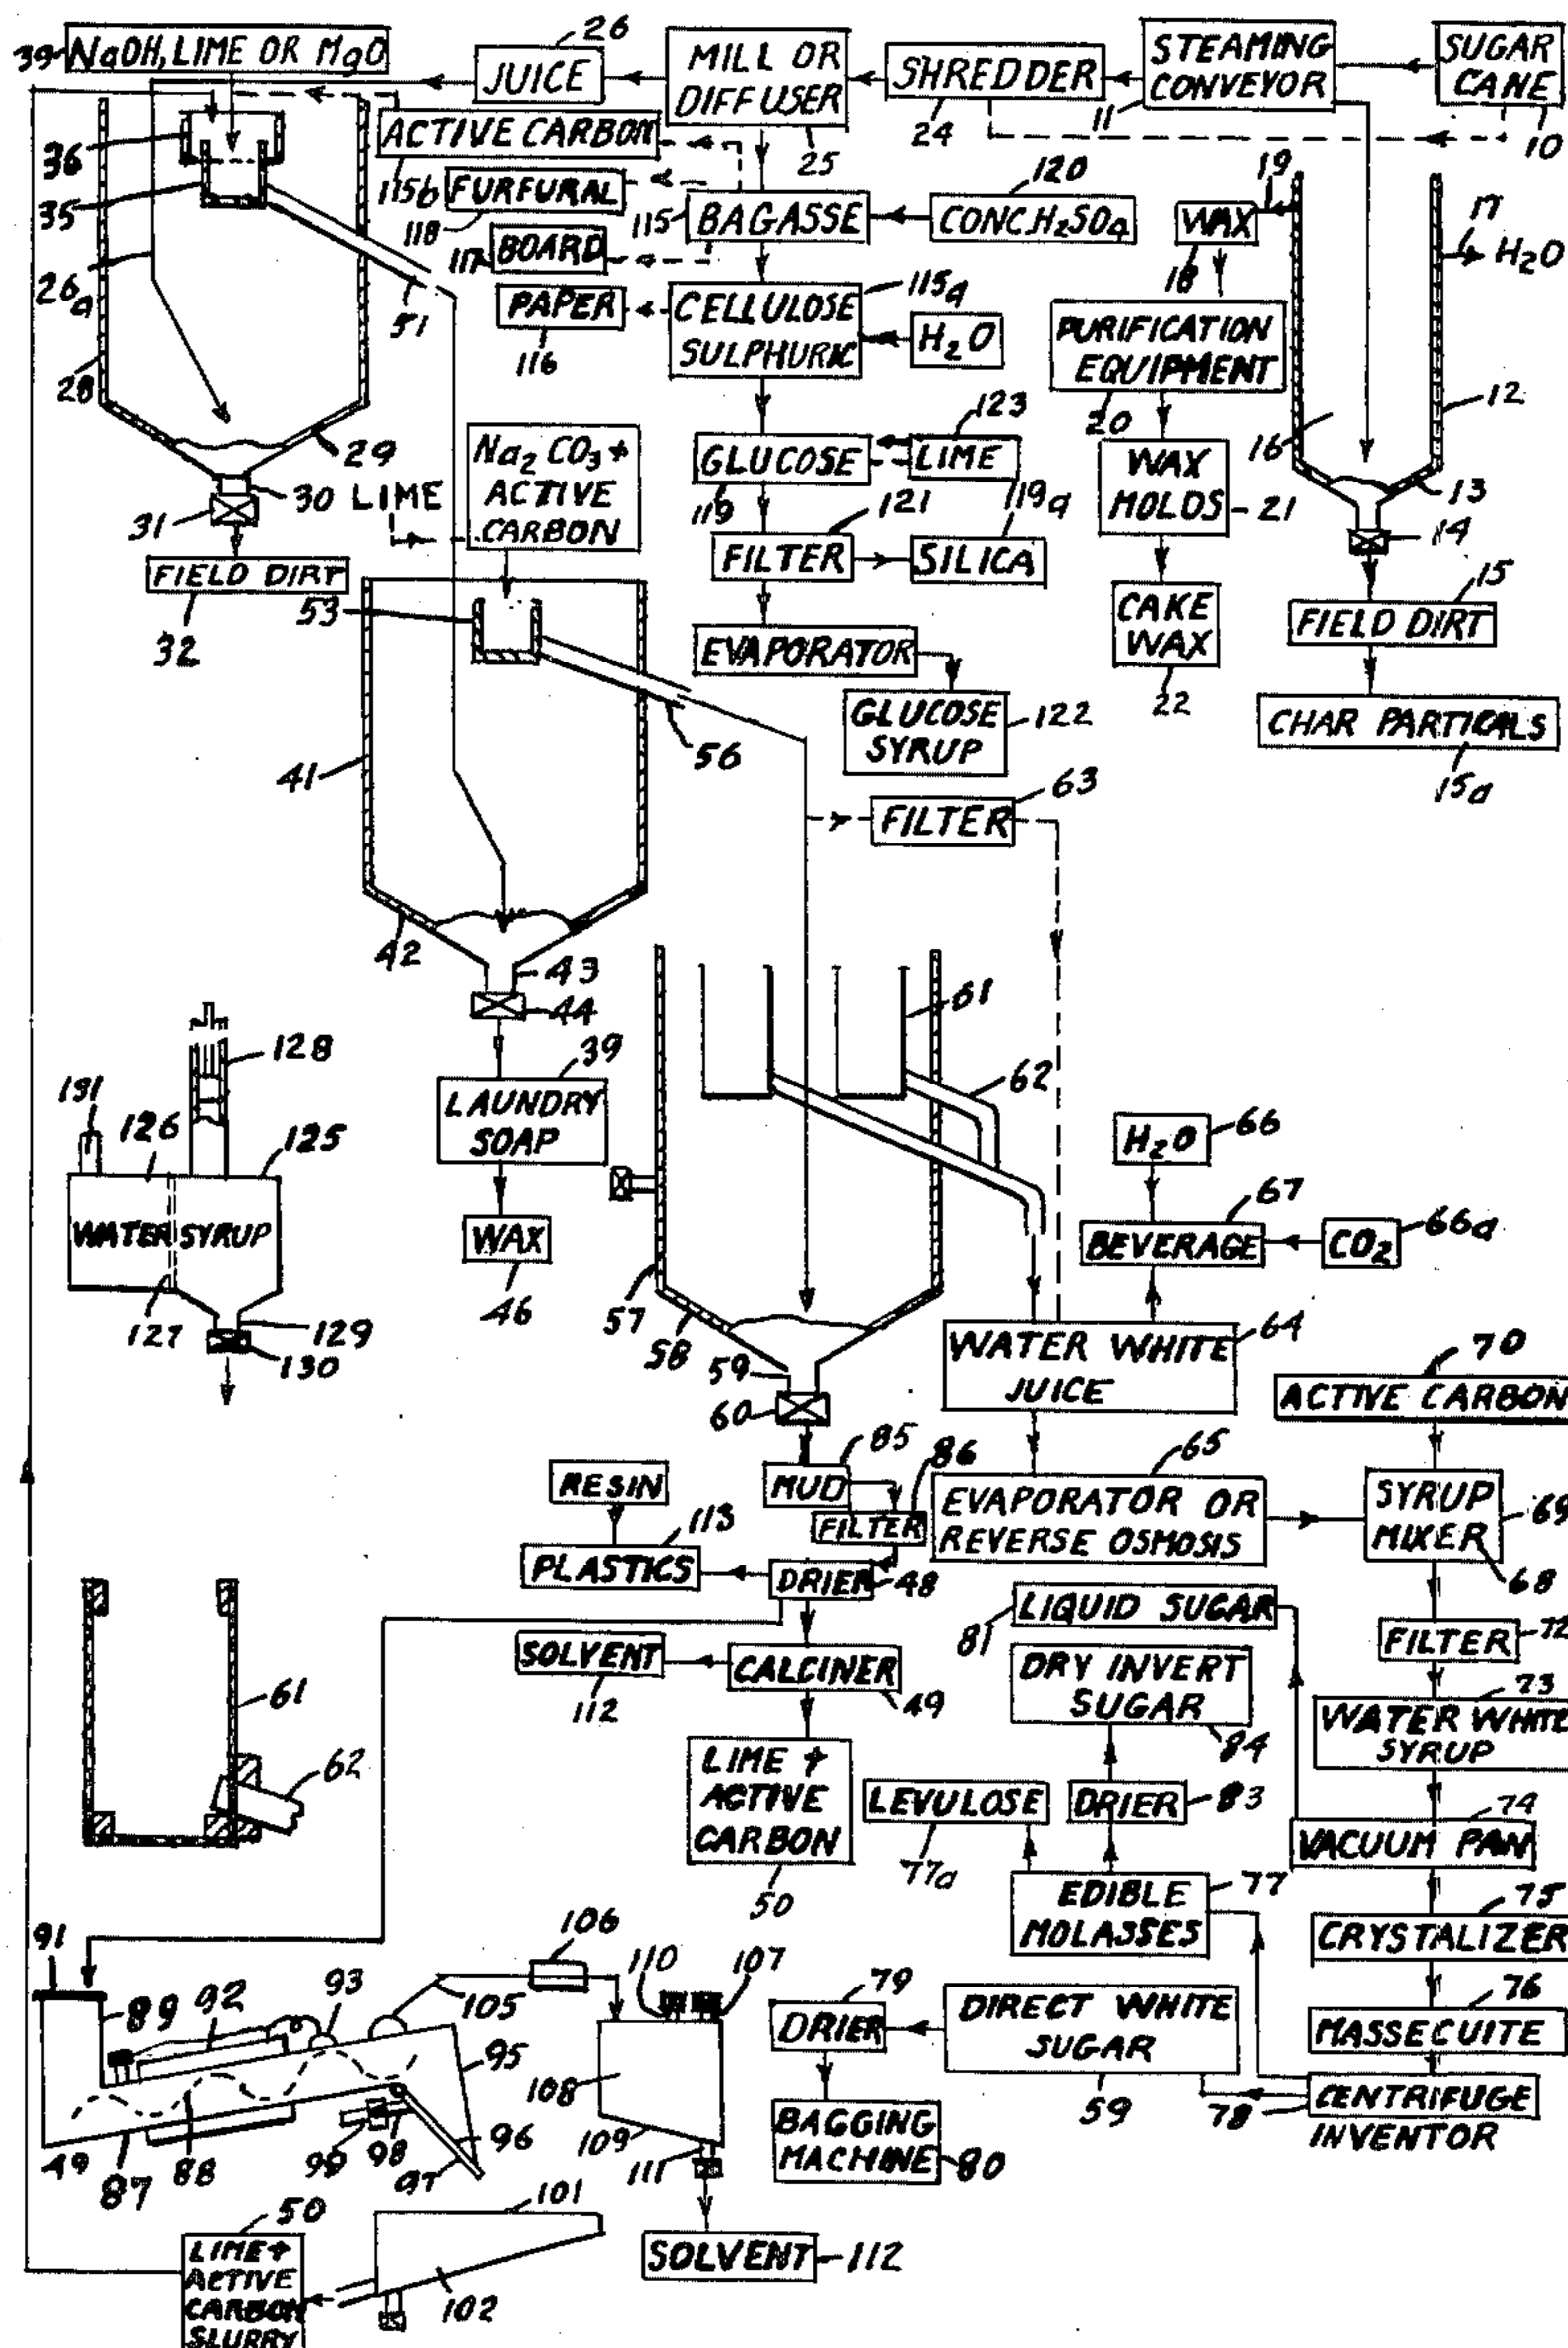 39 NaOH, LIME OR MgO
26
JUICE
MILL OR
DIFFUSER
25
SHREDDER
24
STEAMING
CONVEYOR
11
SUGAR
CANE
10
36
35
26a
28
29
30
31
51
FIELD DIRT
32
ACTIVE CARBON
115b
FURFURAL
118
BOARD
117
115
BAGASSE
120
CONC. H2SO4
PAPER
116
CELLULOSE
SULPHURIC
115a
H2O
GLUCOSE
119
123
LIME
119a
FILTER
121
SILICA
EVAPORATOR
GLUCOSE
SYRUP
122
19
WAX
18
17
H2O
PURIFICATION
EQUIPMENT
20
WAX
MOLDS
21
CAKE
WAX
22
16
12
13
14
15
FIELD DIRT
CHAR PARTICALS
15a
LIME
Na2 CO3 +
ACTIVE
CARBON
53
41
56
42
43
44
63
FILTER
39
LAUNDRY
SOAP
WAX
46
128
131
126
125
WATER
SYRUP
127
129
130
61
62
57
58
59
60
H2O
66
67
BEVERAGE
CO2
66a
WATER WHITE
JUICE
64
70
ACTIVE CARBON
65
EVAPORATOR OR
REVERSE OSMOSIS
SYRUP
MIXER
69
68
85
MUD
86
FILTER
RESIN
113
PLASTICS
DRIER
48
SOLVENT
112
CALCINER
49
LIME +
ACTIVE
CARBON
50
LIQUID SUGAR
81
DRY INVERT
SUGAR
84
LEVULOSE
77a
DRIER
83
EDIBLE
MOLASSES
77
FILTER
72
73
WATER WHITE
SYRUP
74
VACUUM PAN
75
CRYSTALIZER
76
MASSECUITE
CENTRIFUGE
78
INVENTOR
DIRECT WHITE
SUGAR
59
79
DRIER
BAGGING
MACHINE
80
61
62
91
89
92
93
105
106
110
107
95
108
109
111
49
87
88
99
98
96
97
SOLVENT
112
50
LIME +
ACTIVE
CARBON
SLURRY
101
102